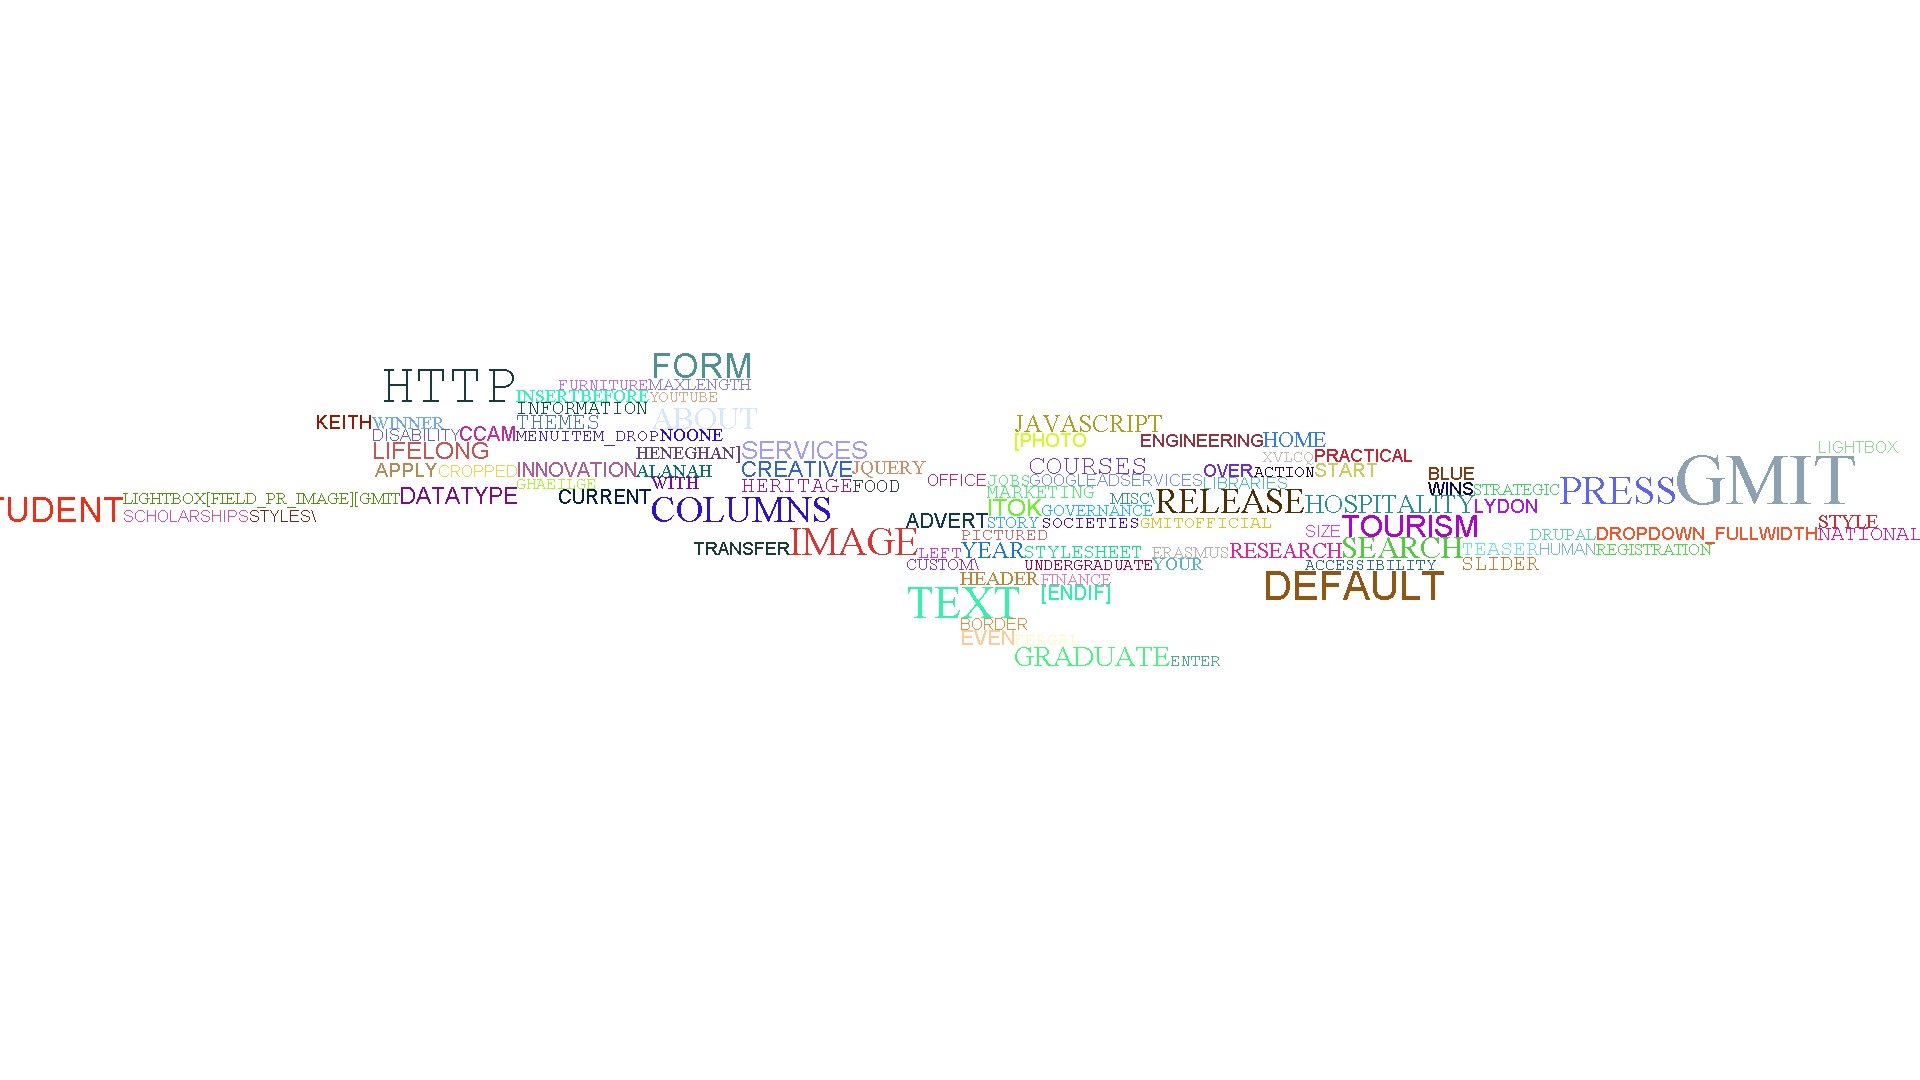 FORM
HTTP
FURNITURE MAXLENGTH
INSERTBEFORE YOUTUBE
INFORMATION
ABOUT
KEITH WINNER THEMES
JAVASCRIPT
DISABILITY CCAM MENUITEM_DROP NOONE
[PHOTO ENGINEERING HOME
LIGHTBOX
LIFELONG HENEGHAN] SERVICES
XVLCQ PRACTICAL
COURSES
APPLY CROPPED INNOVATION ALANAH CREATIVE JQUERY
OVER ACTION START
BLUE
GMIT
OFFICE JOBS GOOGLEADSERVICES LIBRARIES
GHAEILGE WITH HERITAGE FOOD
MARKETING
WINS STRATEGIC PRESS
LIGHTBOX[FIELD_PR_IMAGE][GMIT DATATYPE CURRENT
MISC\ RELEASE HOSPITALITY LYDON
TUDENT COLUMNS
ITOK GOVERNANCE
SCHOLARSHIPS STYLES\
ADVERT STORY SOCIETIES GMITOFFICIAL
STYLE
SIZE TOURISM
PICTURED
DRUPAL DROPDOWN_FULLWIDTH NATIONAL
TRANSFER IMAGE LEFT YEAR STYLESHEET ERASMUS RESEARCH SEARCH TEASER HUMAN REGISTRATION
CUSTOM\ UNDERGRADUATE YOUR ACCESSIBILITY SLIDER
HEADER FINANCE
DEFAULT
TEXT [ENDIF]
BORDER
EVEN
GRADUATE ENTER